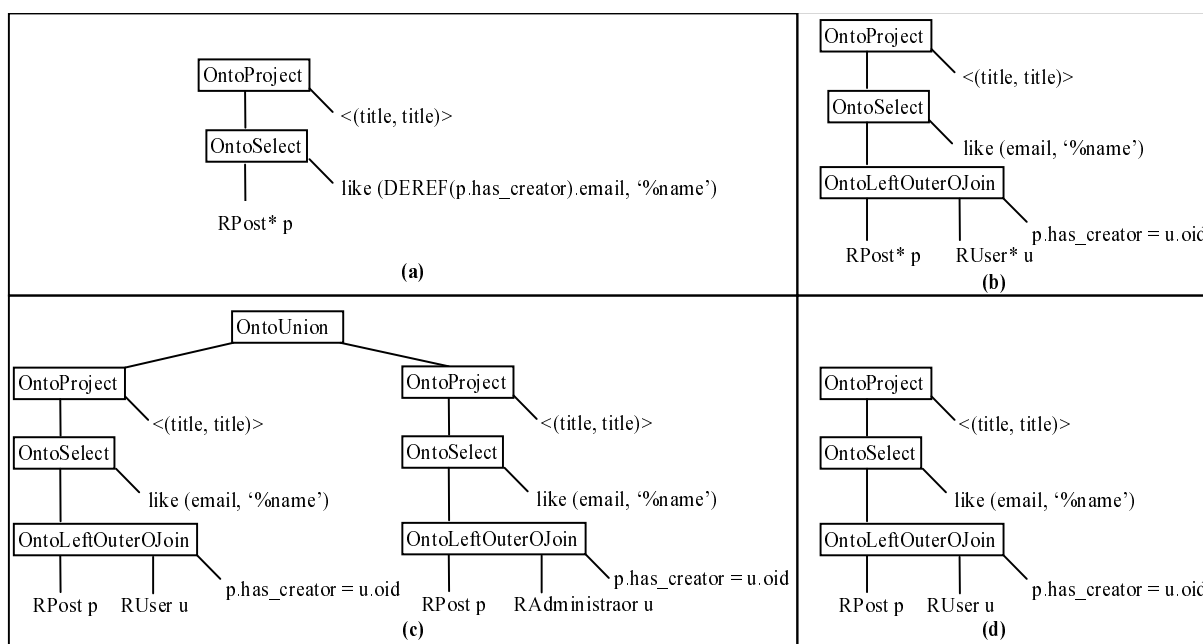 OntoProject
<(title, title)>
OntoSelect
like (DEREF(p.has_creator).email, ‘%name’)
RPost* p
(a)
OntoProject
<(title, title)>
OntoSelect
like (email, ‘%name’)
OntoLeftOuterOJoin
p.has_creator = u.oid
RPost* p RUser* u
(b)
OntoUnion
OntoProject
<(title, title)>
OntoSelect
like (email, ‘%name’)
OntoLeftOuterOJoin
p.has_creator = u.oid
RPost p RUser u
OntoProject
<(title, title)>
OntoSelect
like (email, ‘%name’)
OntoLeftOuterOJoin
p.has_creator = u.oid
RPost p RAdministraor u
(c)
OntoProject
<(title, title)>
OntoSelect
like (email, ‘%name’)
OntoLeftOuterOJoin
p.has_creator = u.oid
RPost p RUser u
(d)